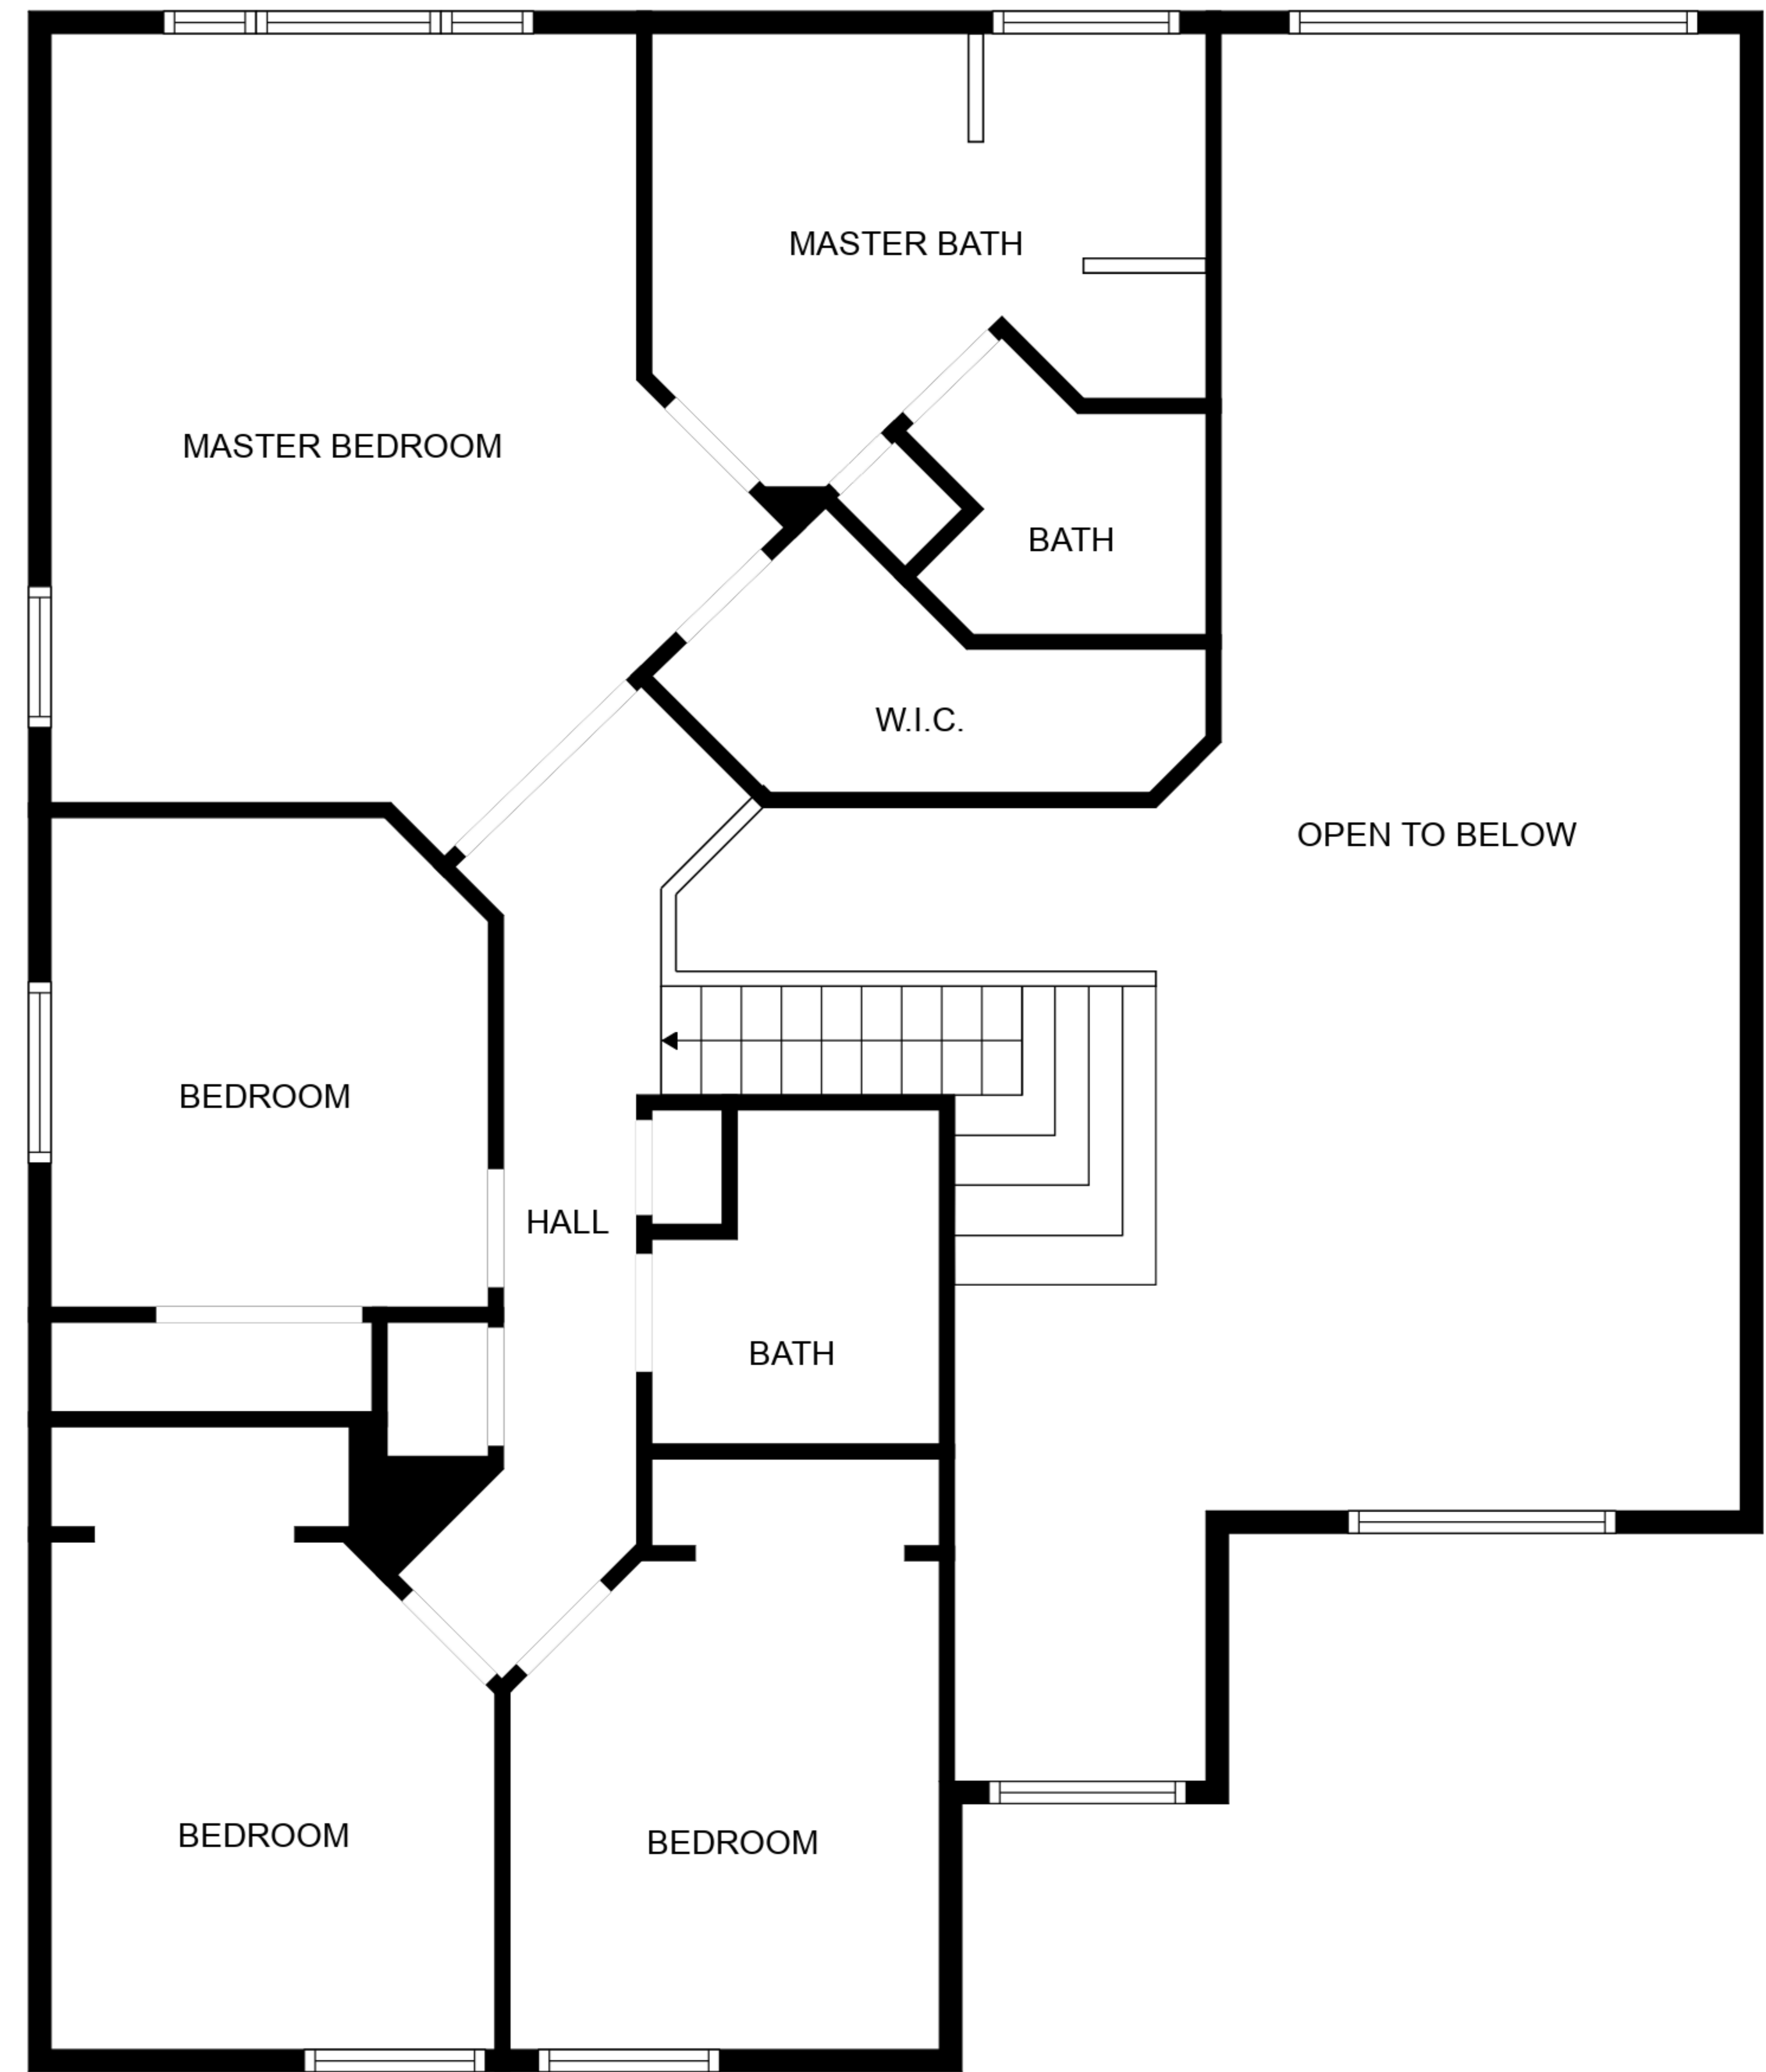 MASTER BATH
MASTER BEDROOM
BATH
W.I.C.
OPEN TO BELOW
BEDROOM
HALL
BATH
BEDROOM
BEDROOM